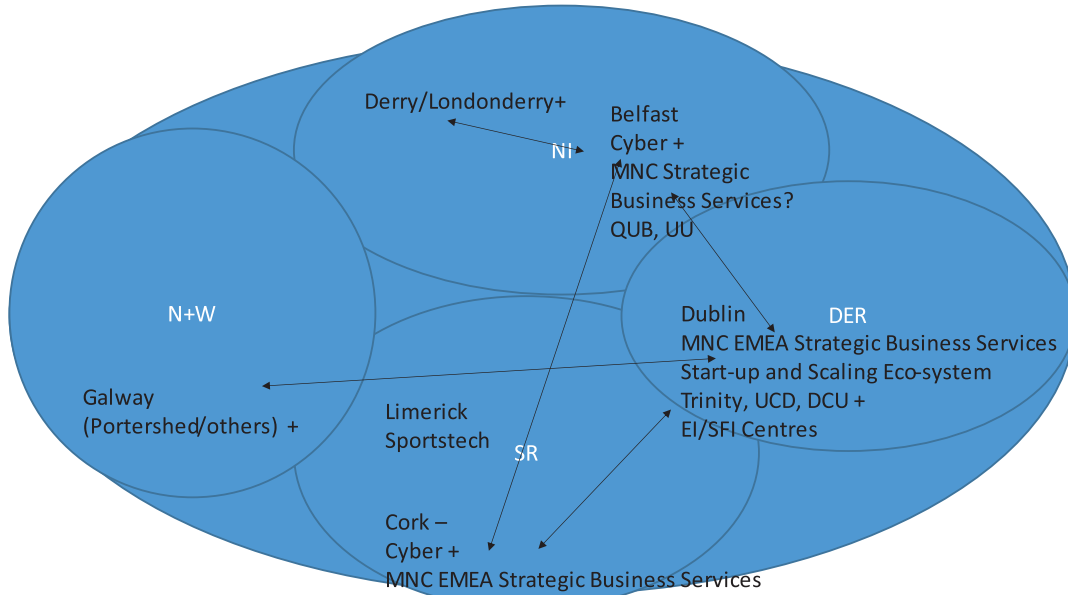 Derry/Londonderry+
NI
Belfast
Cyber +
MNC Strategic
Business Services?
QUB, UU
N+W
Galway
(Portershed/others) +
Dublin
DER
MNC EMEA Strategic Business Services
Start-up and Scaling Eco-system
Trinity, UCD, DCU +
EI/SFI Centres
Limerick
Sportstech
SR
Cork –
Cyber +
MNC EMEA Strategic Business Services